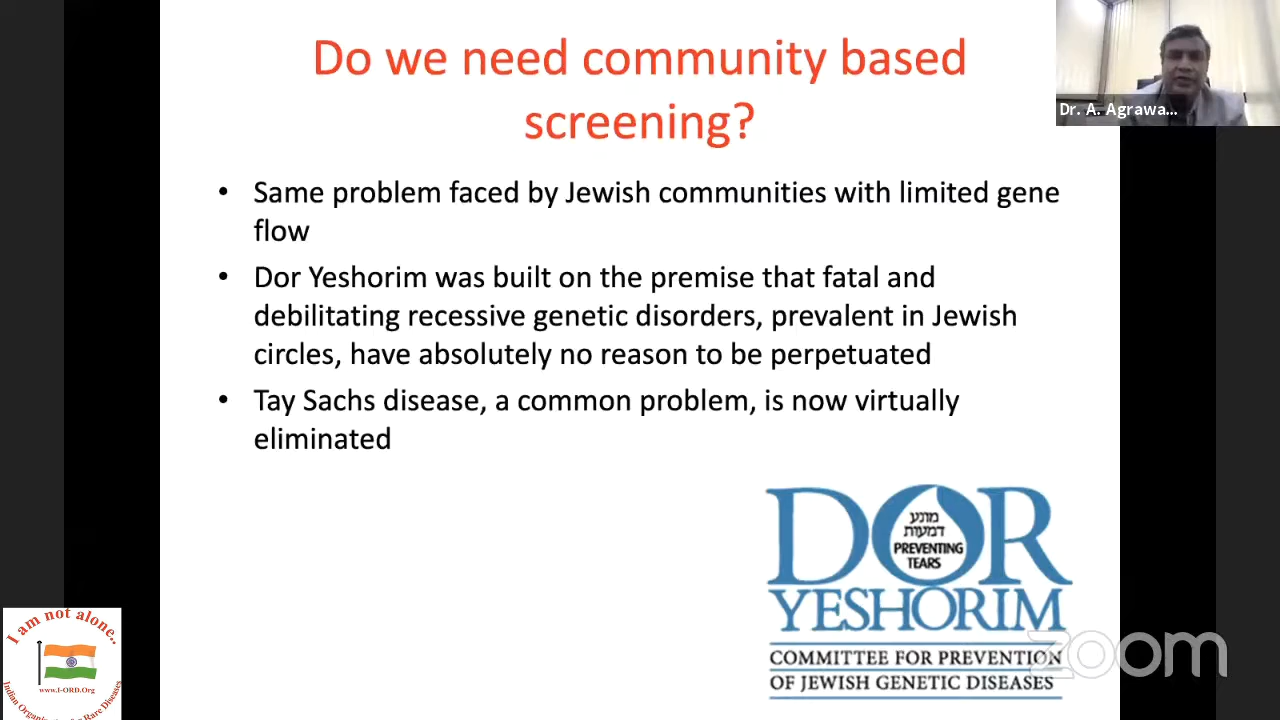 Do we need community based
screening?
• Same problem faced by Jewish communities with limited gene
flow
• Dor Yeshorim was built on the premise that fatal and
debilitating recessive genetic disorders, prevalent in Jewish
circles, have absolutely no reason to be perpetuated
• Tay Sachs disease, a common problem, is now virtually
eliminated
Dr. A. Agrawa...
DOR
מונע
דמעות
PREVENTING
TEARS
YESHORIM
COMMITTEE FOR PREVENTION
OF JEWISH GENETIC DISEASES
zoom
I am not alone..
www.I-ORD.Org
Indian Rare Diseases